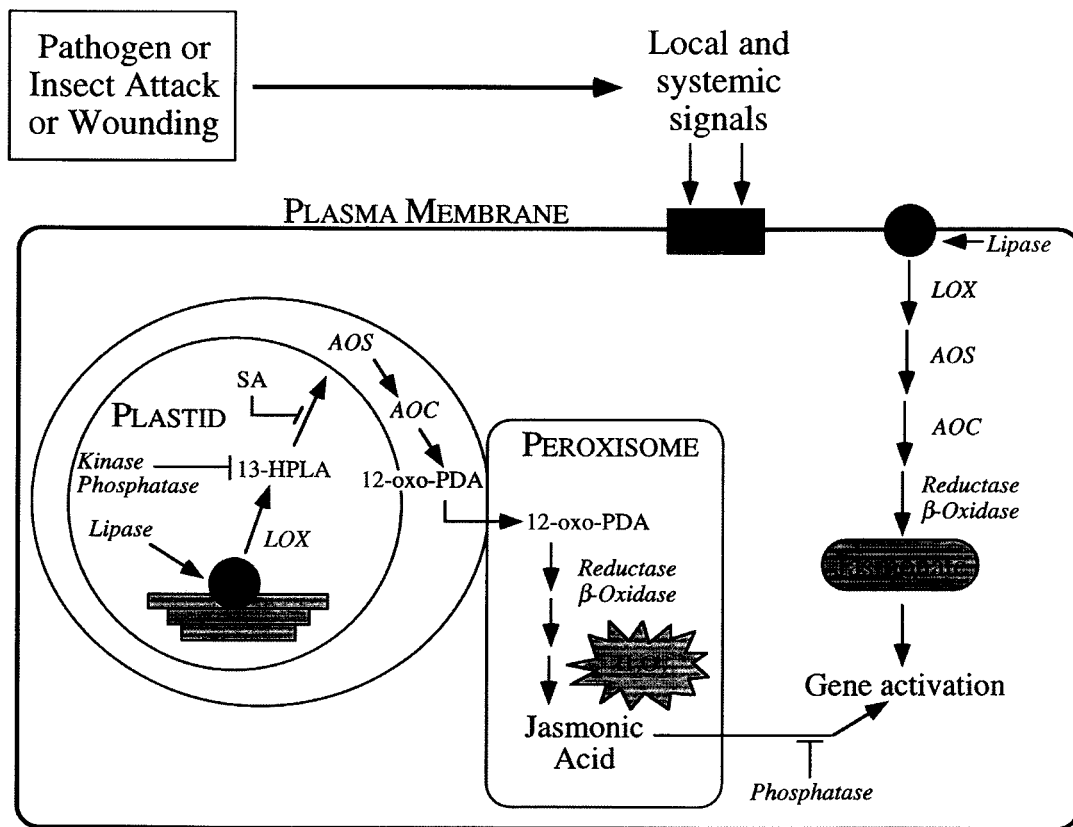 Pathogen or
Insect Attack
or Wounding
Local and
systemic
signals
PLASMA MEMBRANE
Lipase
LOX
AOS
AOC
Reductase
β-Oxidase
Gene activation
AOS
SA
AOC
PLASTID
Kinase
Phosphatase
13-HPLA
12-oxo-PDA
Lipase
LOX
PEROXISOME
12-oxo-PDA
Reductase
β-Oxidase
Jasmonic
Acid
Phosphatase